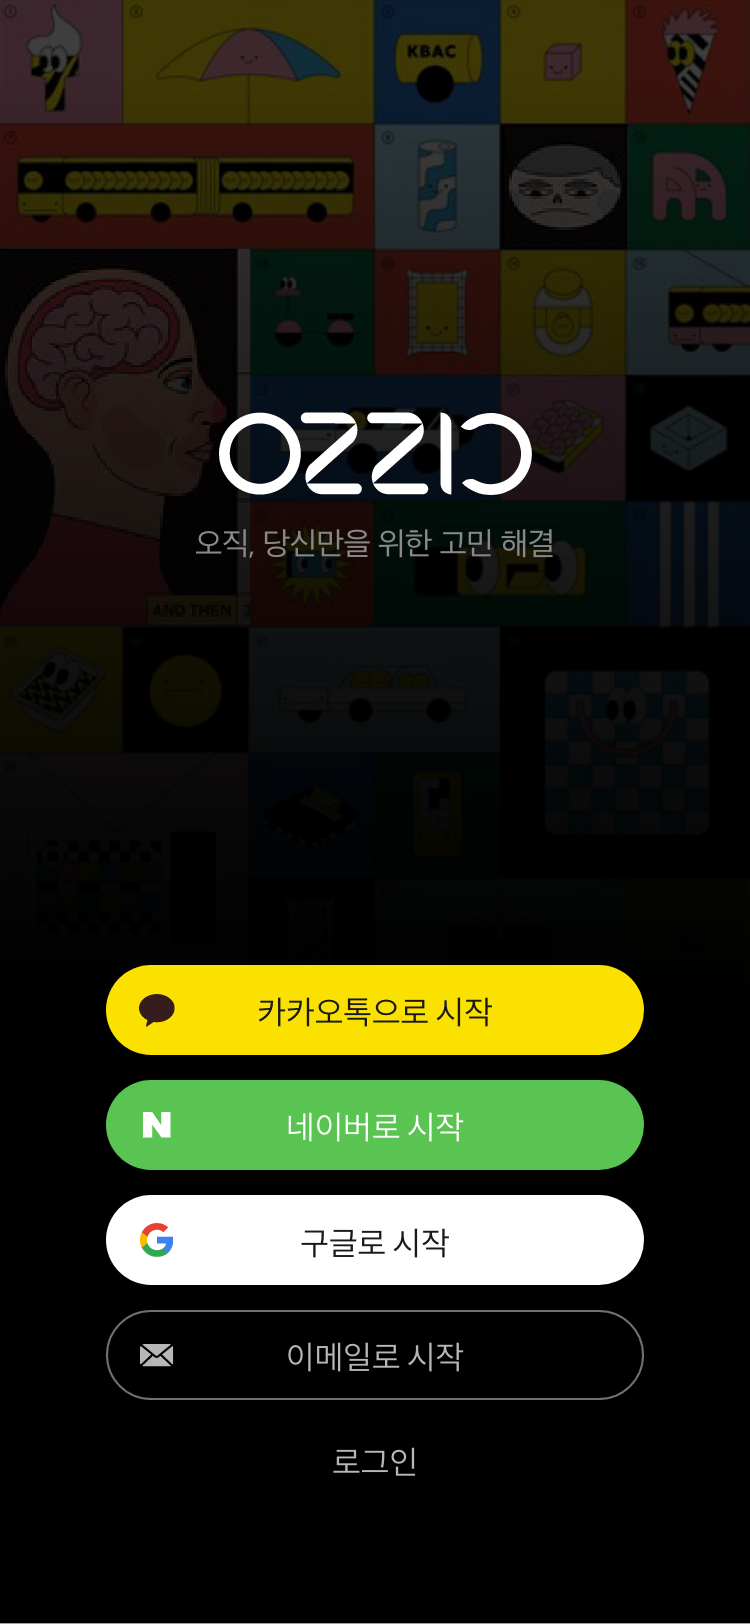 KBAC
AND THEN
OZZIO
오직, 당신만을 위한 고민 해결
카카오톡으로 시작
네이버로 시작
구글로 시작
이메일로 시작
로그인